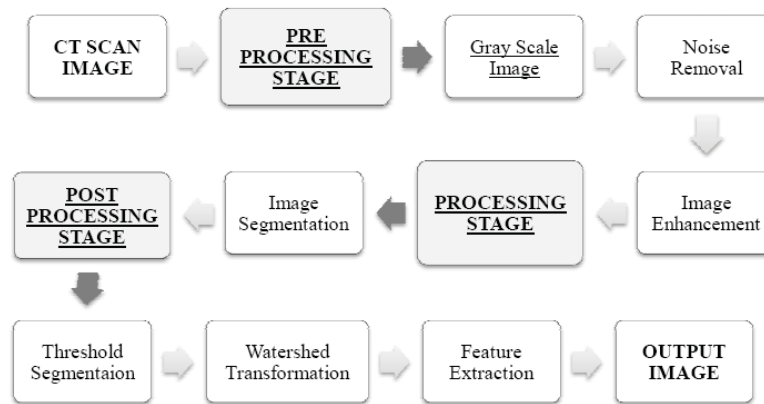 CT SCAN
IMAGE
PRE
PROCESSING
STAGE
Gray Scale
Image
Noise
Removal
Image
Enhancement
PROCESSING
STAGE
Image
Segmentation
POST
PROCESSING
STAGE
Threshold
Segmentaion
Watershed
Transformation
Feature
Extraction
OUTPUT
IMAGE